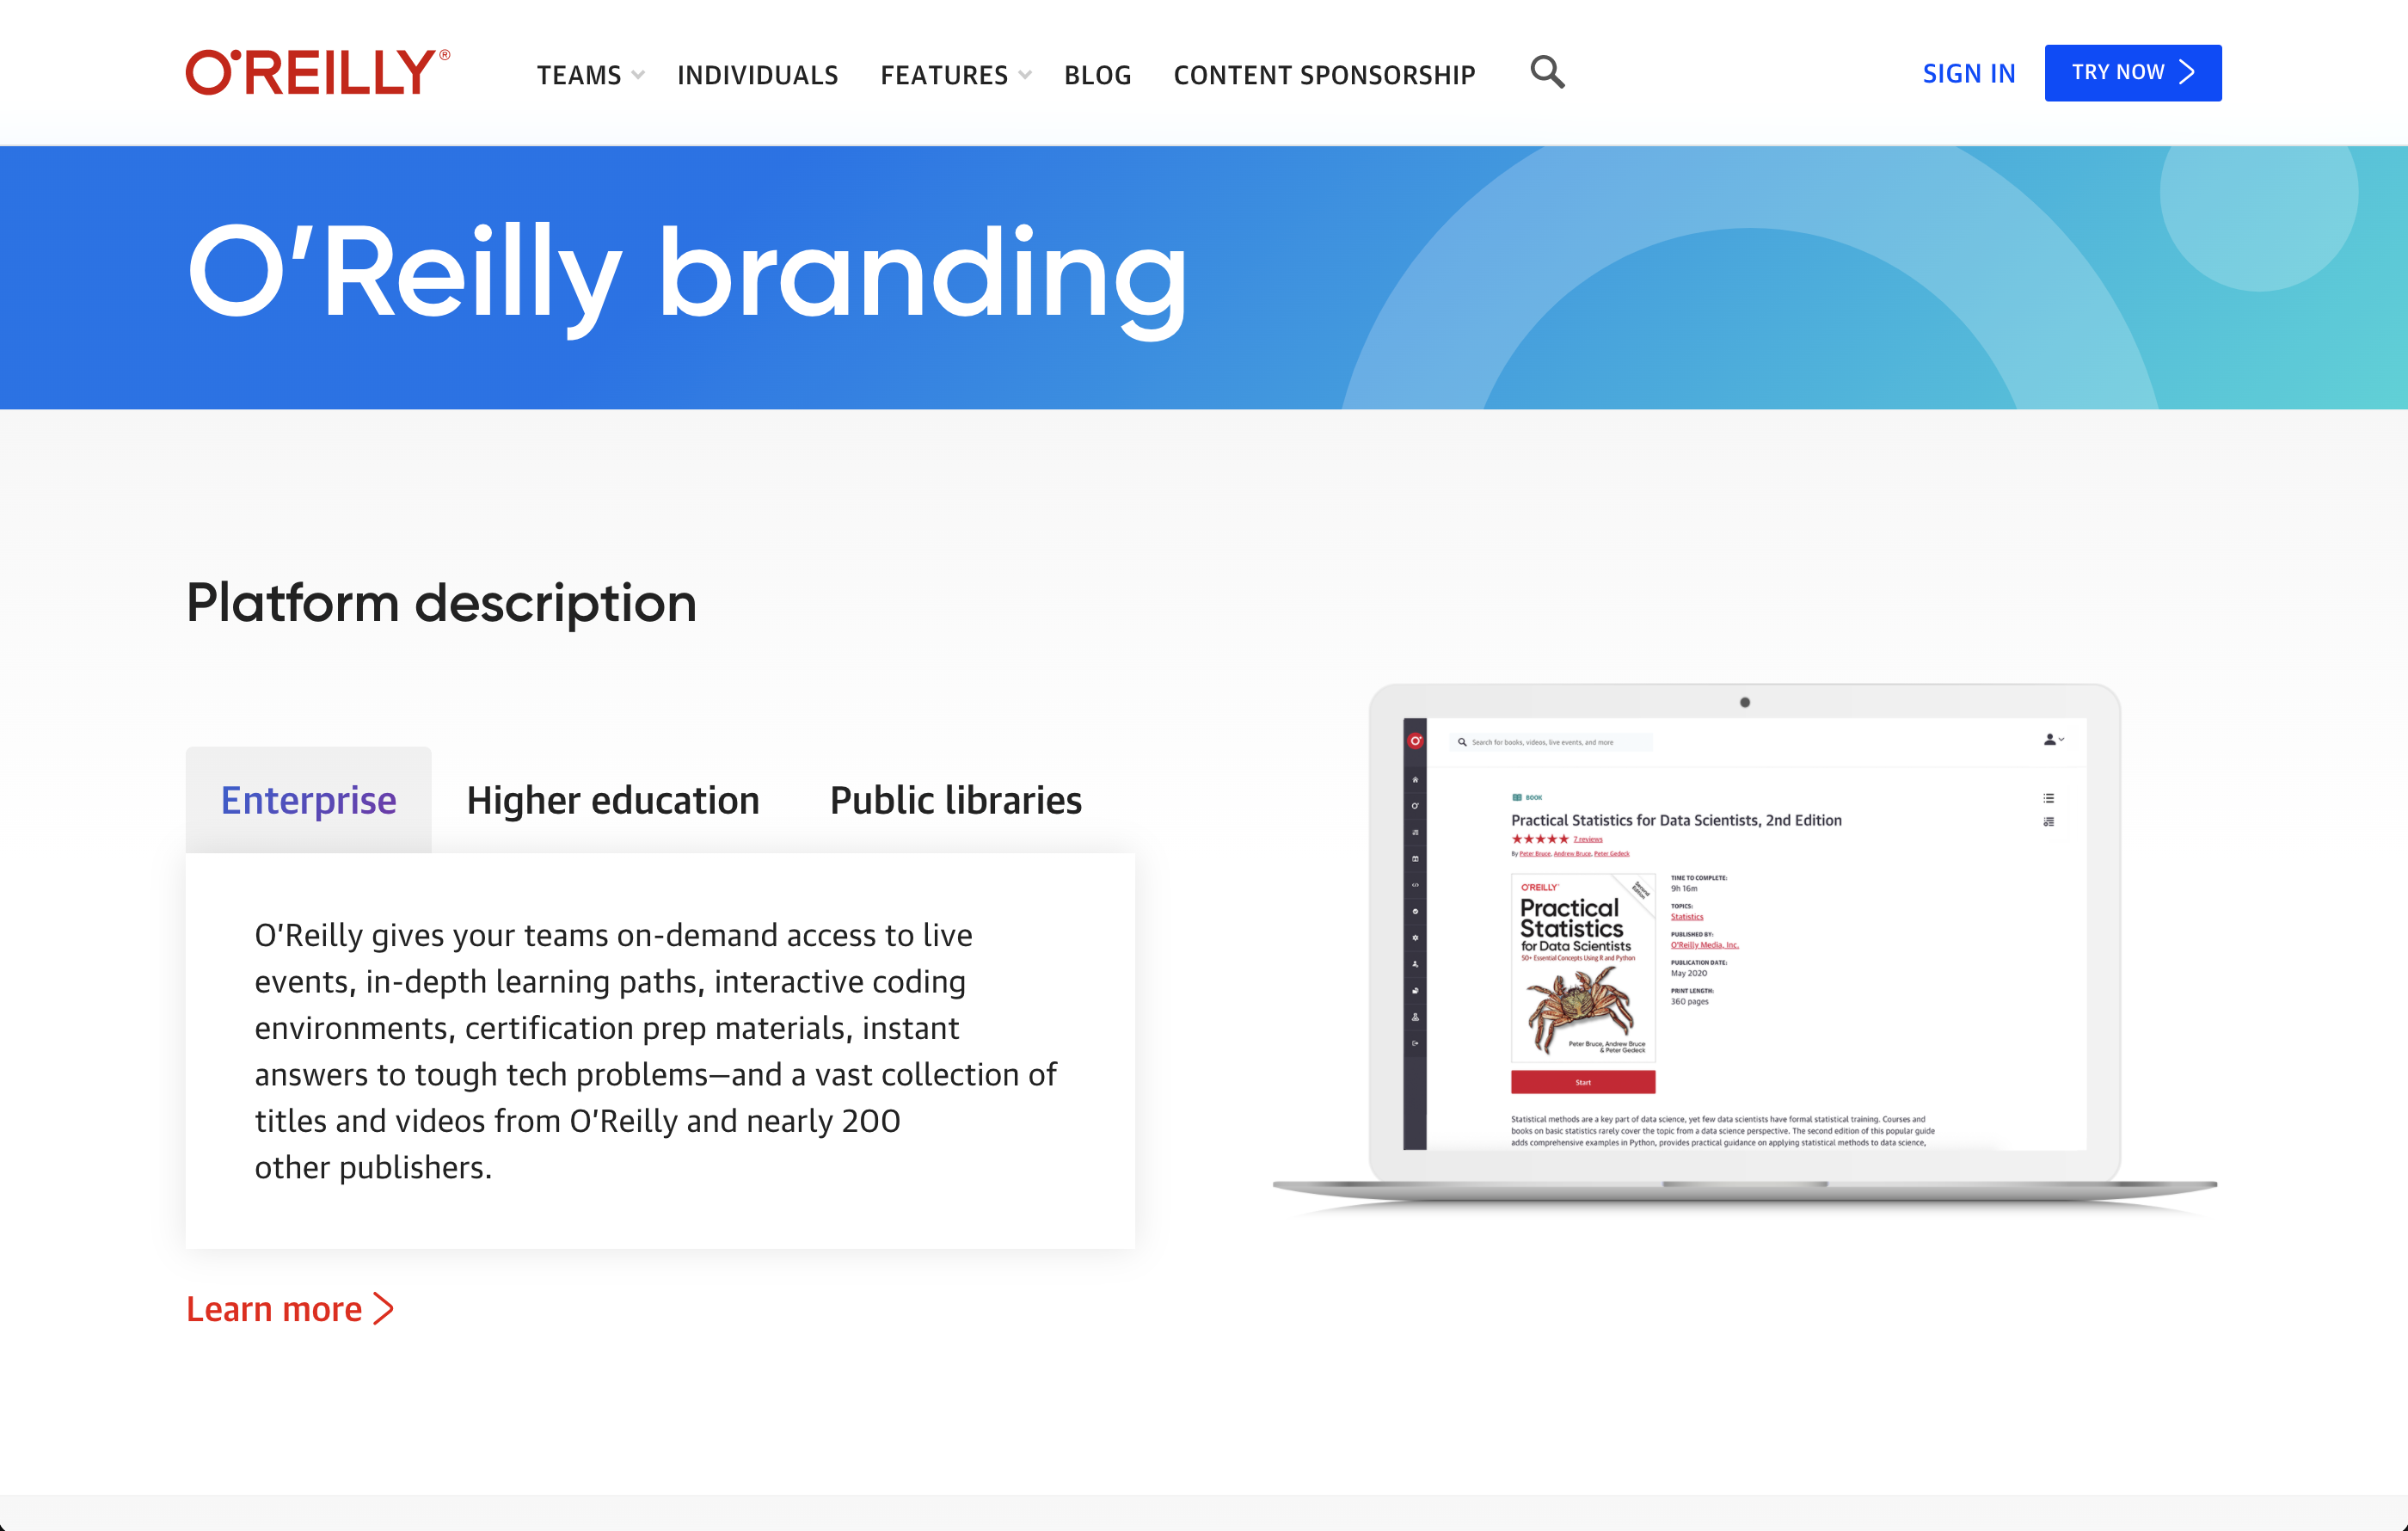 O'REILLY®
TEAMS
INDIVIDUALS
FEATURES
BLOG
CONTENT SPONSORSHIP
SIGN IN
TRY NOW
O’Reilly branding
Platform description
Enterprise
Higher education
Public libraries
O’Reilly gives your teams on-demand access to live
events, in-depth learning paths, interactive coding
environments, certification prep materials, instant
answers to tough tech problems—and a vast collection of
titles and videos from O’Reilly and nearly 200
other publishers.
Learn more
Search for books, videos, live events, and more
BOOK
Practical Statistics for Data Scientists, 2nd Edition
7 reviews
By Peter Bruce, Andrew Bruce, Peter Gedeck
O'REILLY®
Second
Edition
Practical
Statistics
for Data Scientists
50+ Essential Concepts Using R and Python
Peter Bruce, Andrew Bruce
& Peter Gedeck
Start
TIME TO COMPLETE:
9h 16m
TOPICS:
Statistics
PUBLISHED BY:
O'Reilly Media, Inc.
PUBLICATION DATE:
May 2020
PRINT LENGTH:
360 pages
Statistical methods are a key part of data science, yet few data scientists have formal statistical training. Courses and
books on basic statistics rarely cover the topic from a data science perspective. The second edition of this popular guide
adds comprehensive examples in Python, provides practical guidance on applying statistical methods to data science,